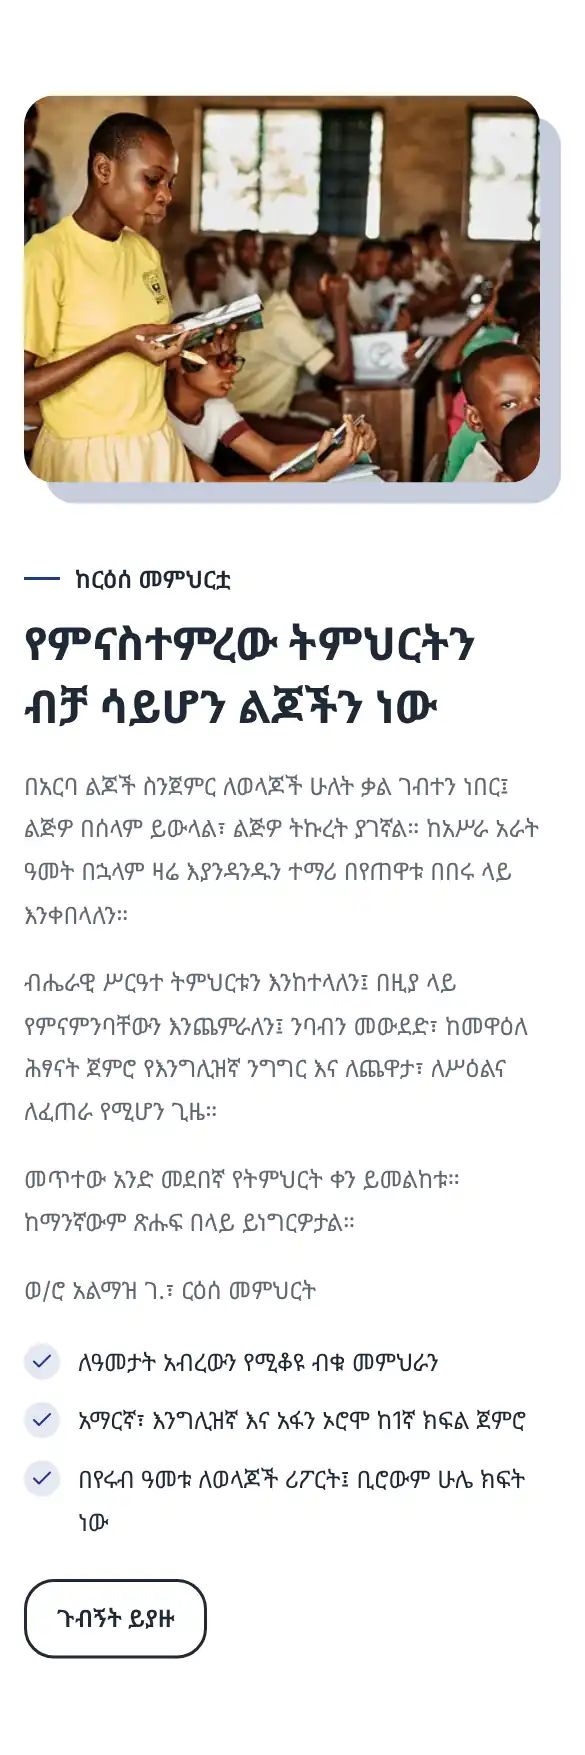 ከርዕሰ መምህርቷ
የምናስተምረው ትምህርትን
ብቻ ሳይሆን ልጆችን ነው
በአርባ ልጆች ስንጀምር ለወላጆች ሁለት ቃል ገብተን ነበር፤
ልጅዎ በሰላም ይውላል፣ ልጅዎ ትኩረት ያገኛል። ከአሥራ አራት
ዓመት በኋላም ዛሬ እያንዳንዱን ተማሪ በየጠዋቱ በበሩ ላይ
እንቀበላለን።
ብሔራዊ ሥርዓተ ትምህርቱን እንከተላለን፤ በዚያ ላይ
የምናምንባቸውን እንጨምራለን፤ ንባብን መውደድ፣ ከመዋዕለ
ሕፃናት ጀምሮ የእንግሊዝኛ ንግግር እና ለጨዋታ፣ ለሥዕልና
ለፈጠራ የሚሆን ጊዜ።
መጥተው አንድ መደበኛ የትምህርት ቀን ይመልከቱ።
ከማንኛውም ጽሑፍ በላይ ይነግርዎታል።
ወ/ሮ አልማዝ ገ.፣ ርዕሰ መምህርት
ለዓመታት አብረውን የሚቆዩ ብቁ መምህራን
አማርኛ፣ እንግሊዝኛ እና አፋን ኦሮሞ ከ1ኛ ክፍል ጀምሮ
በየሩብ ዓመቱ ለወላጆች ሪፖርት፤ ቢሮውም ሁሌ ክፍት
ነው
ጉብኝት ይያዙ